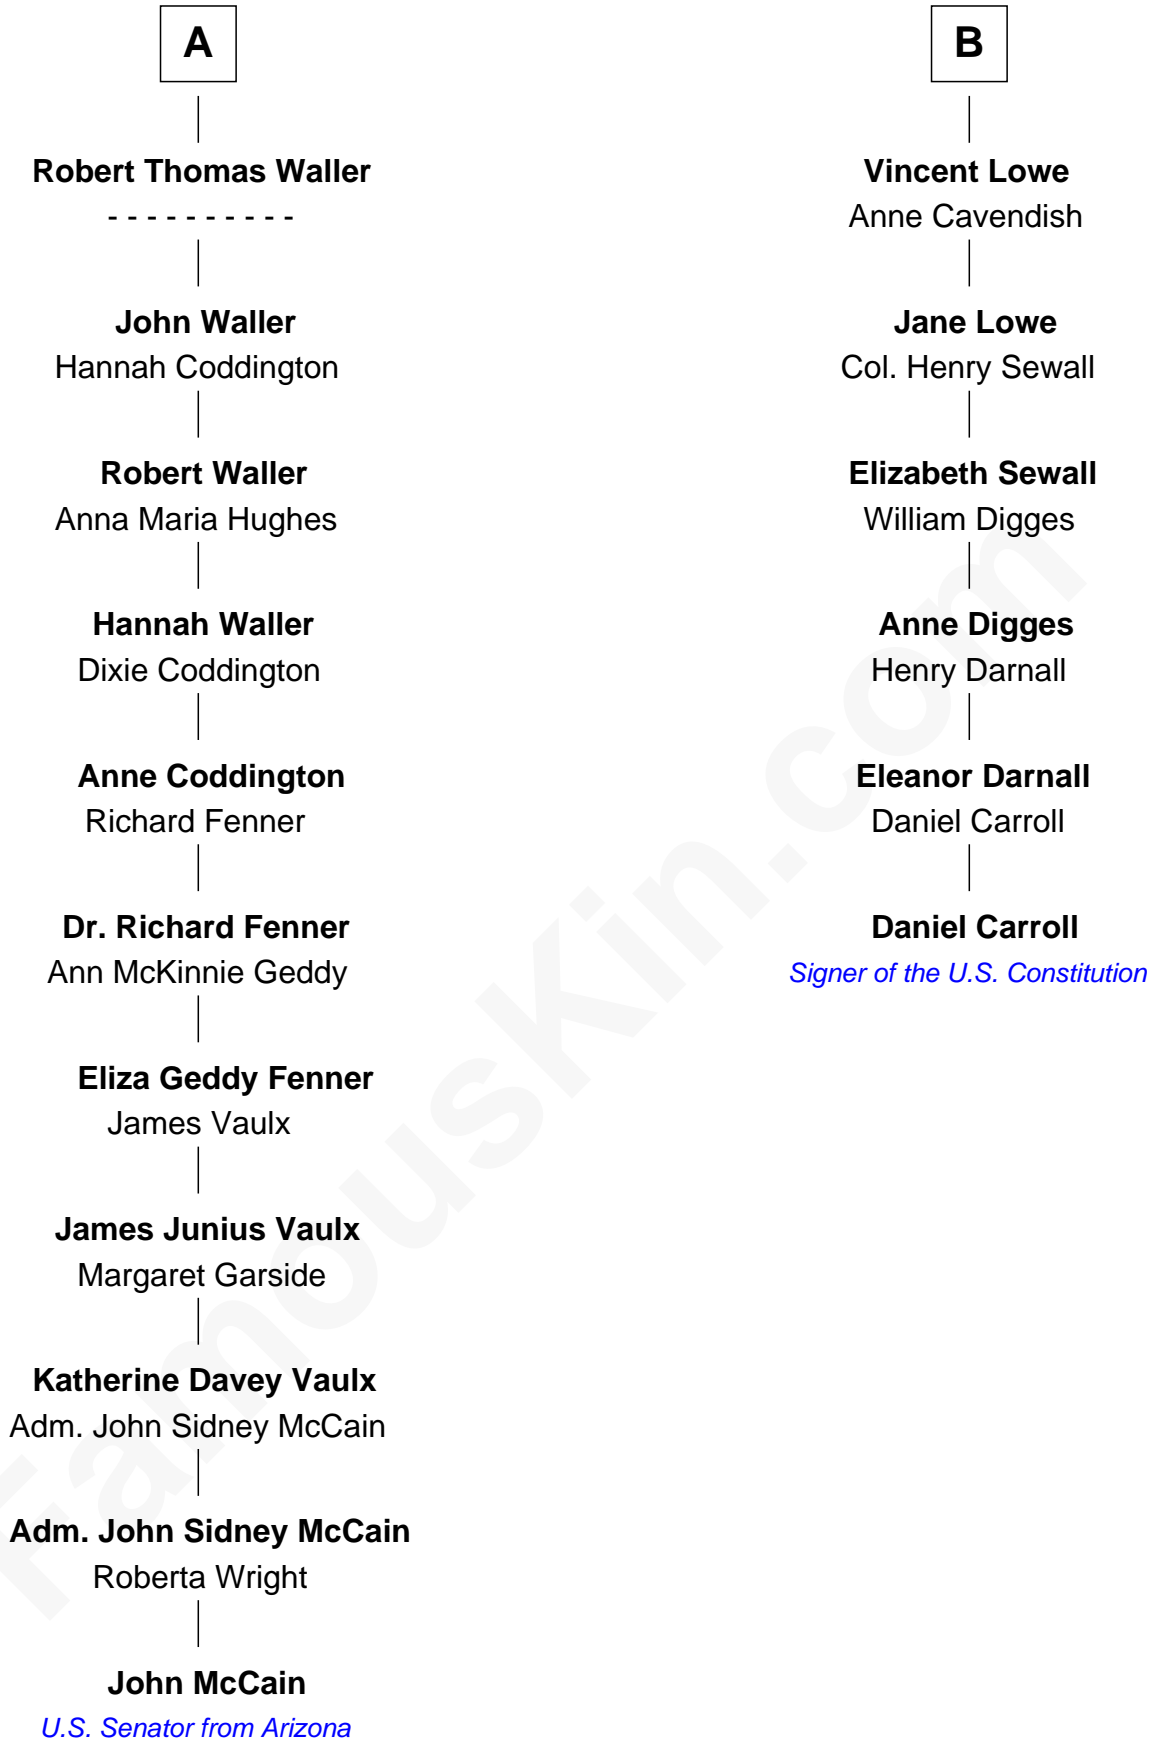 A
Robert Thomas Waller
- - - - - - - - - -
John Waller
Hannah Coddington
Robert Waller
Anna Maria Hughes
Hannah Waller
Dixie Coddington
Anne Coddington
Richard Fenner
Dr. Richard Fenner
Ann McKinnie Geddy
Eliza Geddy Fenner
James Vaulx
James Junius Vaulx
Margaret Garside
Katherine Davey Vaulx
Adm. John Sidney McCain
Adm. John Sidney McCain
Roberta Wright
John McCain
U.S. Senator from Arizona
B
Vincent Lowe
Anne Cavendish
Jane Lowe
Col. Henry Sewall
Elizabeth Sewall
William Digges
Anne Digges
Henry Darnall
Eleanor Darnall
Daniel Carroll
Daniel Carroll
Signer of the U.S. Constitution
FamousKin.com